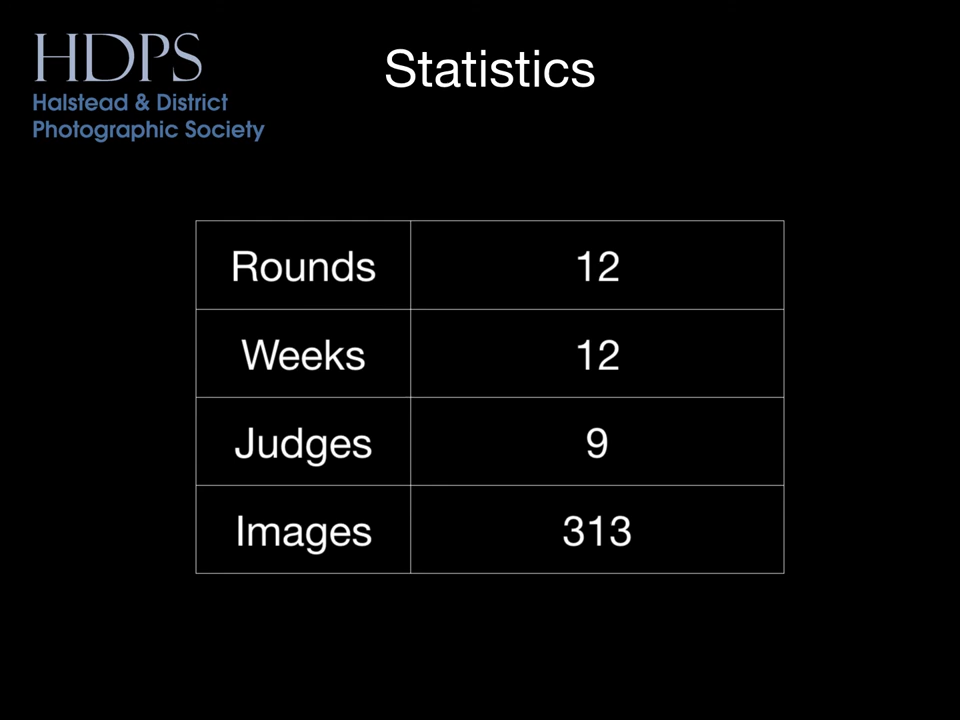 HDPS
Halstead & District
Photographic Society
Statistics
Rounds 12
Weeks 12
Judges 9
Images 313